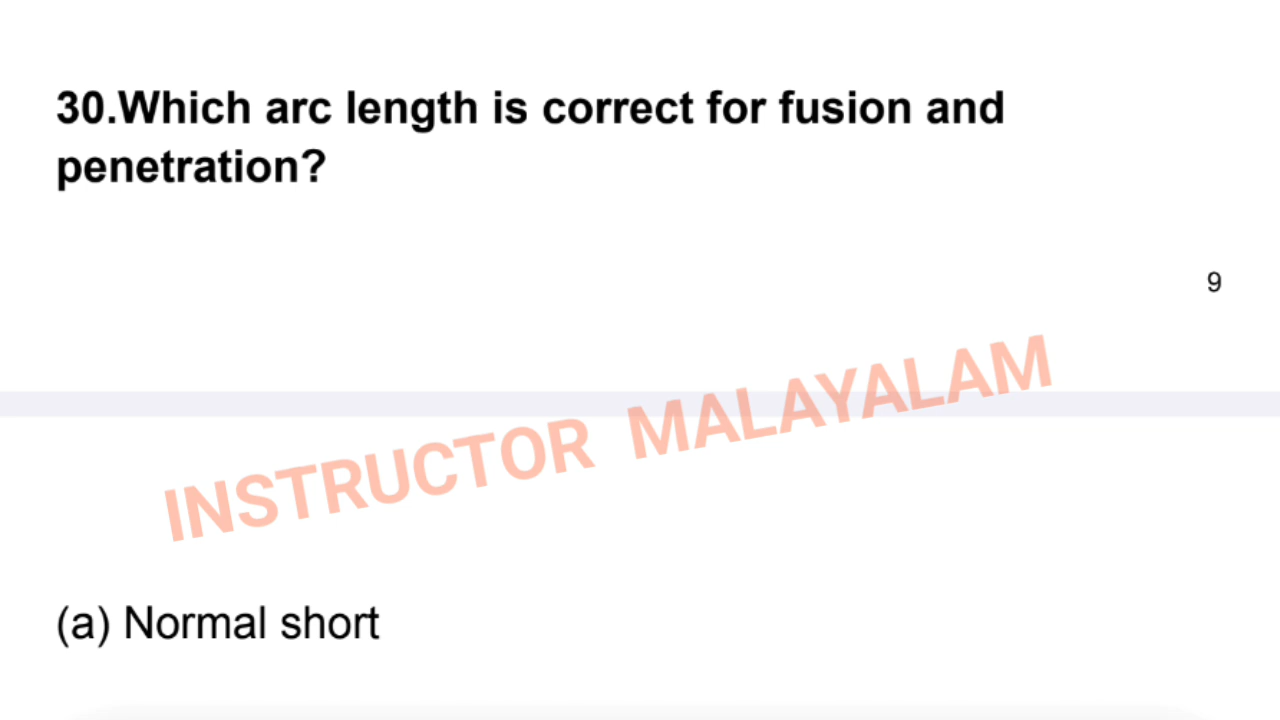 30.Which arc length is correct for fusion and
penetration?
9
INSTRUCTOR MALAYALAM
(a) Normal short